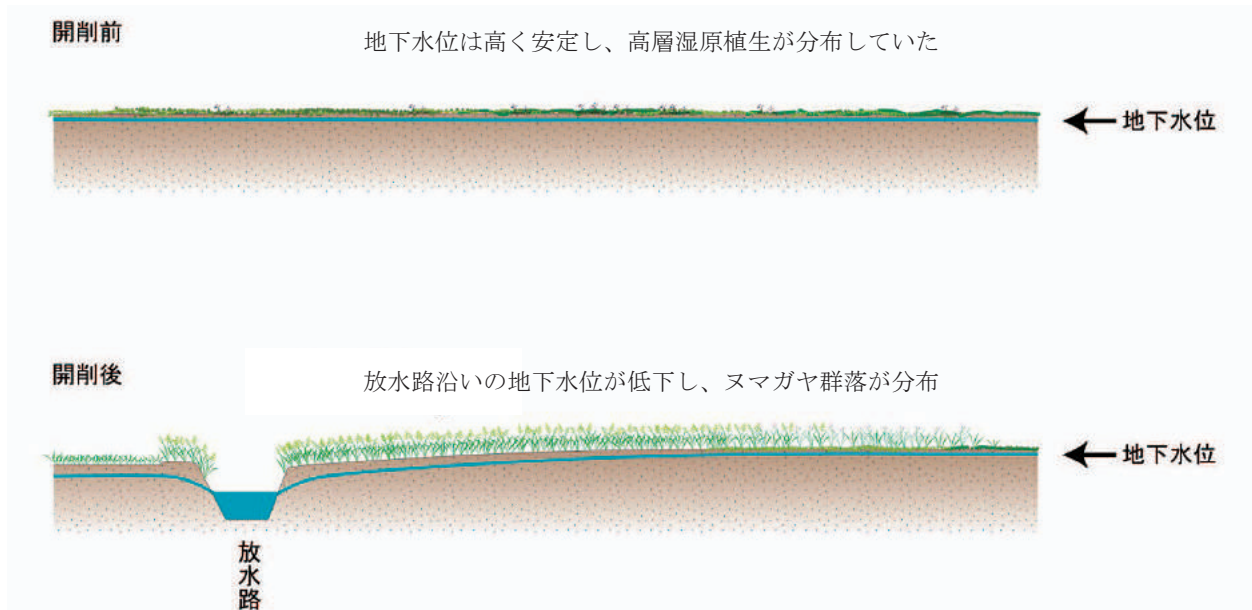 開削前
地下水位は高く安定し、高層湿原植生が分布していた
地下水位
開削後
放水路沿いの地下水位が低下し、ヌマガヤ群落が分布
地下水位
放水路